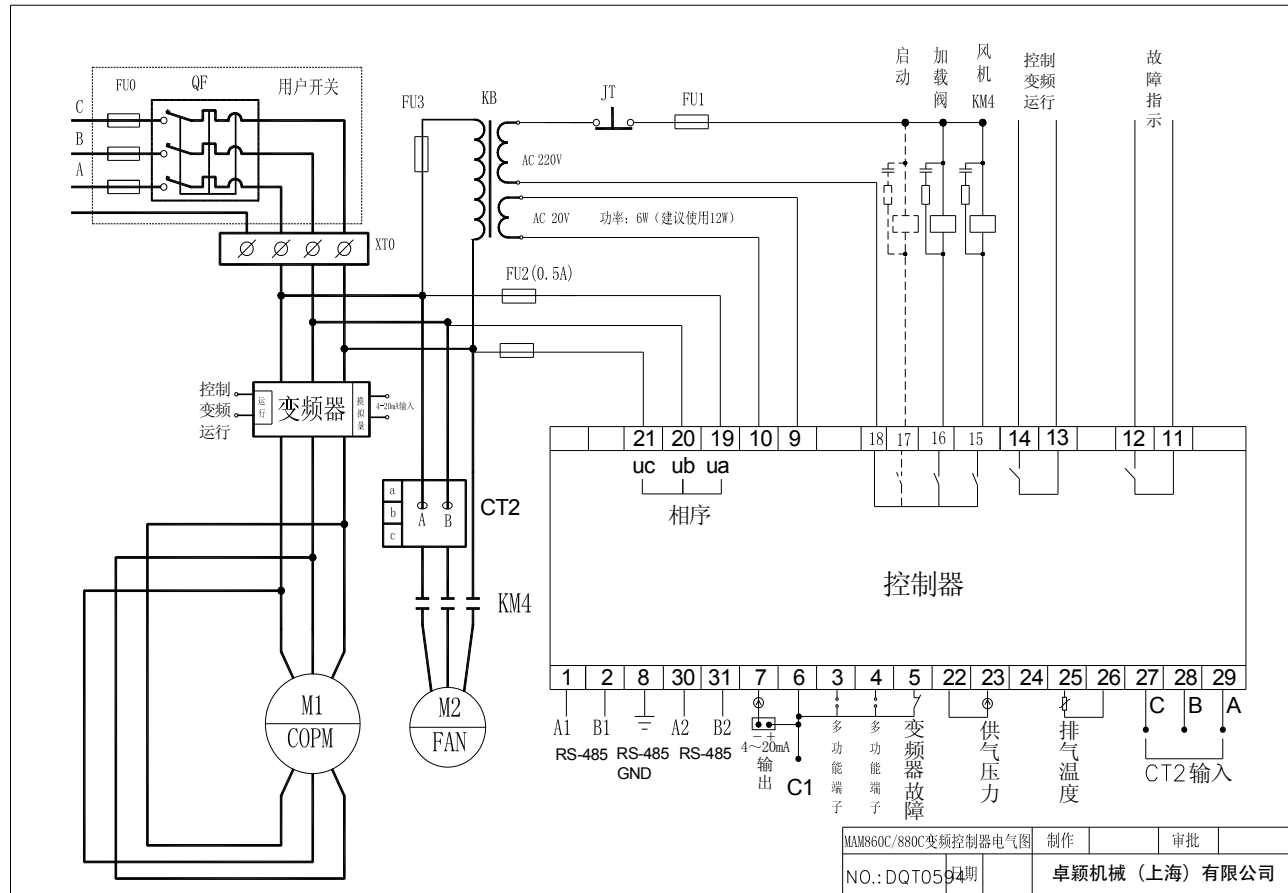 FU0
QF
用户开关
C
B
A
XT0
FU3
KB
JT
FU1
AC 220V
AC 20V
功率: 6W（建议使用12W）
FU2(0.5A)
启动
加载阀
风机
KM4
控制变频运行
故障指示
控制
变频
运行
运行
变频器
模拟量
4-20mA输入
a
b
c
A
B
CT2
KM4
M1
COPM
M2
FAN
21 20 19 10 9 18 17 16 15 14 13 12 11
uc ub ua
相序
控制器
1 2 8 30 31 7 6 3 4 5 22 23 24 25 26 27 28 29
A1 B1
RS-485
RS-485
GND
A2 B2
RS-485
- +
4～20mA
输出
C1
多功能端子
多功能端子
变频器故障
供气压力
排气温度
C B A
CT2输入
MAM860C/880C变频控制器电气图
制作
审批
NO.:DQT0594
日期
卓颖机械（上海）有限公司